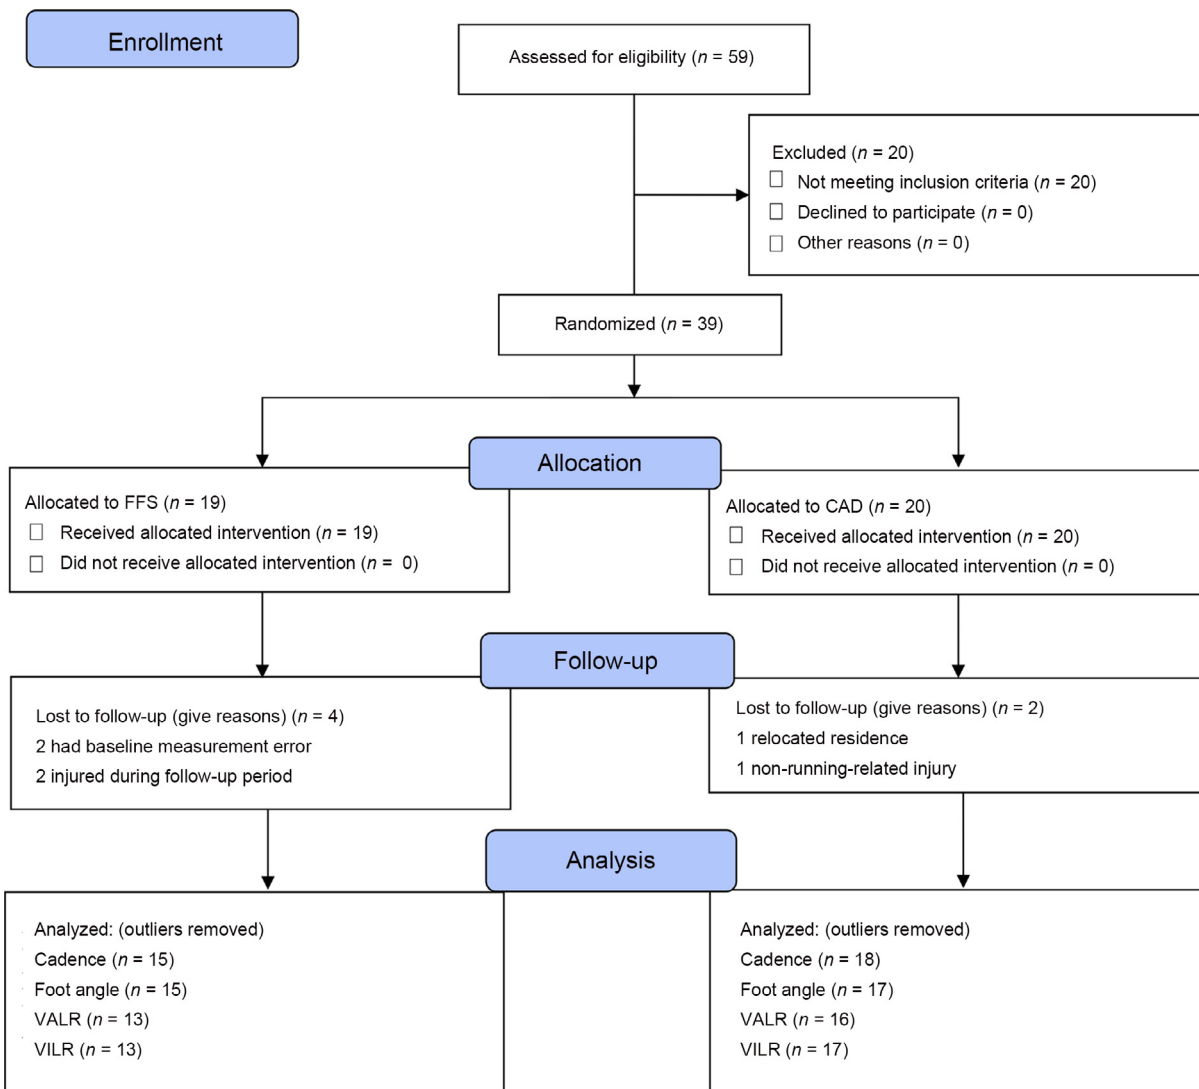 Enrollment
Assessed for eligibility (n = 59)
Excluded (n = 20)
Not meeting inclusion criteria (n = 20)
Declined to participate (n = 0)
Other reasons (n = 0)
Randomized (n = 39)
Allocation
Allocated to FFS (n = 19)
Received allocated intervention (n = 19)
Did not receive allocated intervention (n = 0)
Allocated to CAD (n = 20)
Received allocated intervention (n = 20)
Did not receive allocated intervention (n = 0)
Follow-up
Lost to follow-up (give reasons) (n = 4)
2 had baseline measurement error
2 injured during follow-up period
Lost to follow-up (give reasons) (n = 2)
1 relocated residence
1 non-running-related injury
Analysis
Analyzed: (outliers removed)
Cadence (n = 15)
Foot angle (n = 15)
VALR (n = 13)
VILR (n = 13)
Analyzed: (outliers removed)
Cadence (n = 18)
Foot angle (n = 17)
VALR (n = 16)
VILR (n = 17)